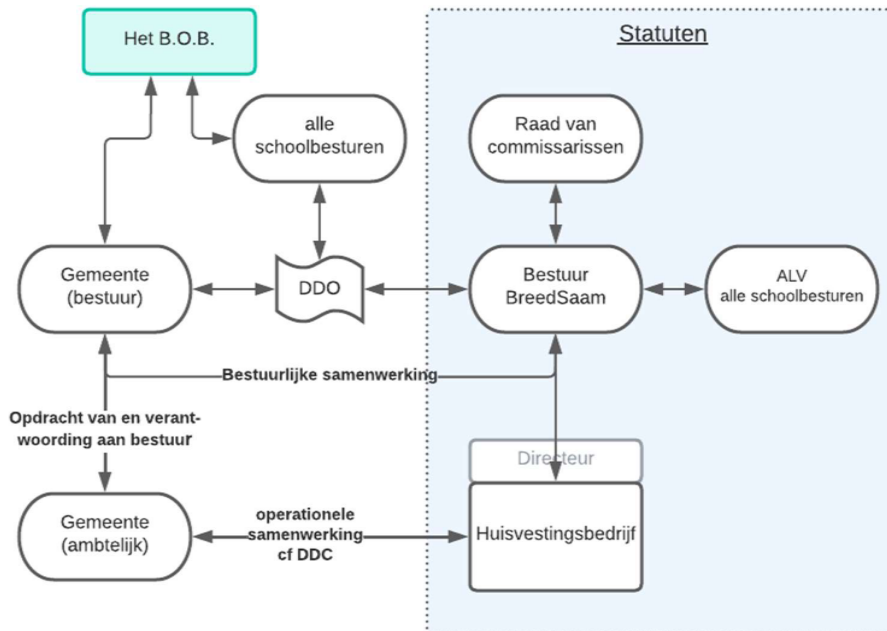 Het B.O.B.
Statuten
alle
schoolbesturen
Raad van
commissarissen
Gemeente
(bestuur)
DDO
Bestuur
BreedSaam
ALV
alle schoolbesturen
Bestuurlijke samenwerking
Opdracht van en verant-
woording aan bestuur
Directeur
Gemeente
(ambtelijk)
operationele
samenwerking
cf DDC
Huisvestingsbedrijf